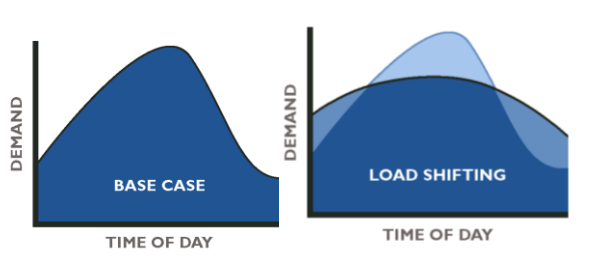 DEMAND
BASE CASE
TIME OF DAY
DEMAND
LOAD SHIFTING
TIME OF DAY